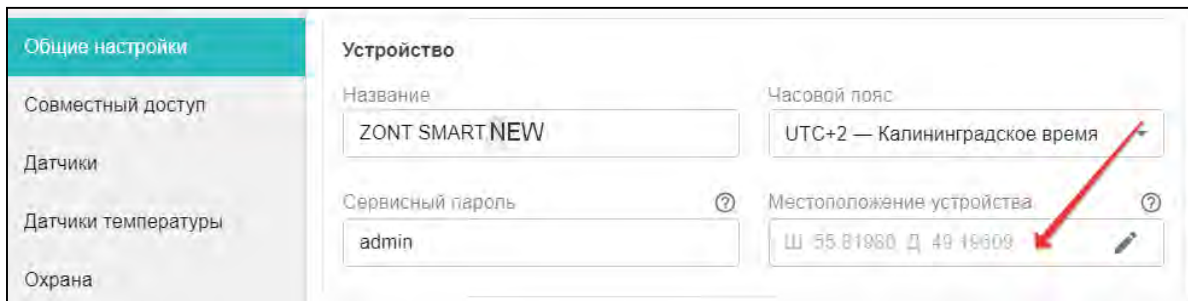 Общие настройки
Совместный доступ
Датчики
Датчики температуры
Охрана
Устройство
Название
Часовой пояс
ZONT SMART NEW
UTC+2 — Калининградское время
Сервисный пароль
Местоположение устройства
admin
Ш 55.81980 Д 49.19609